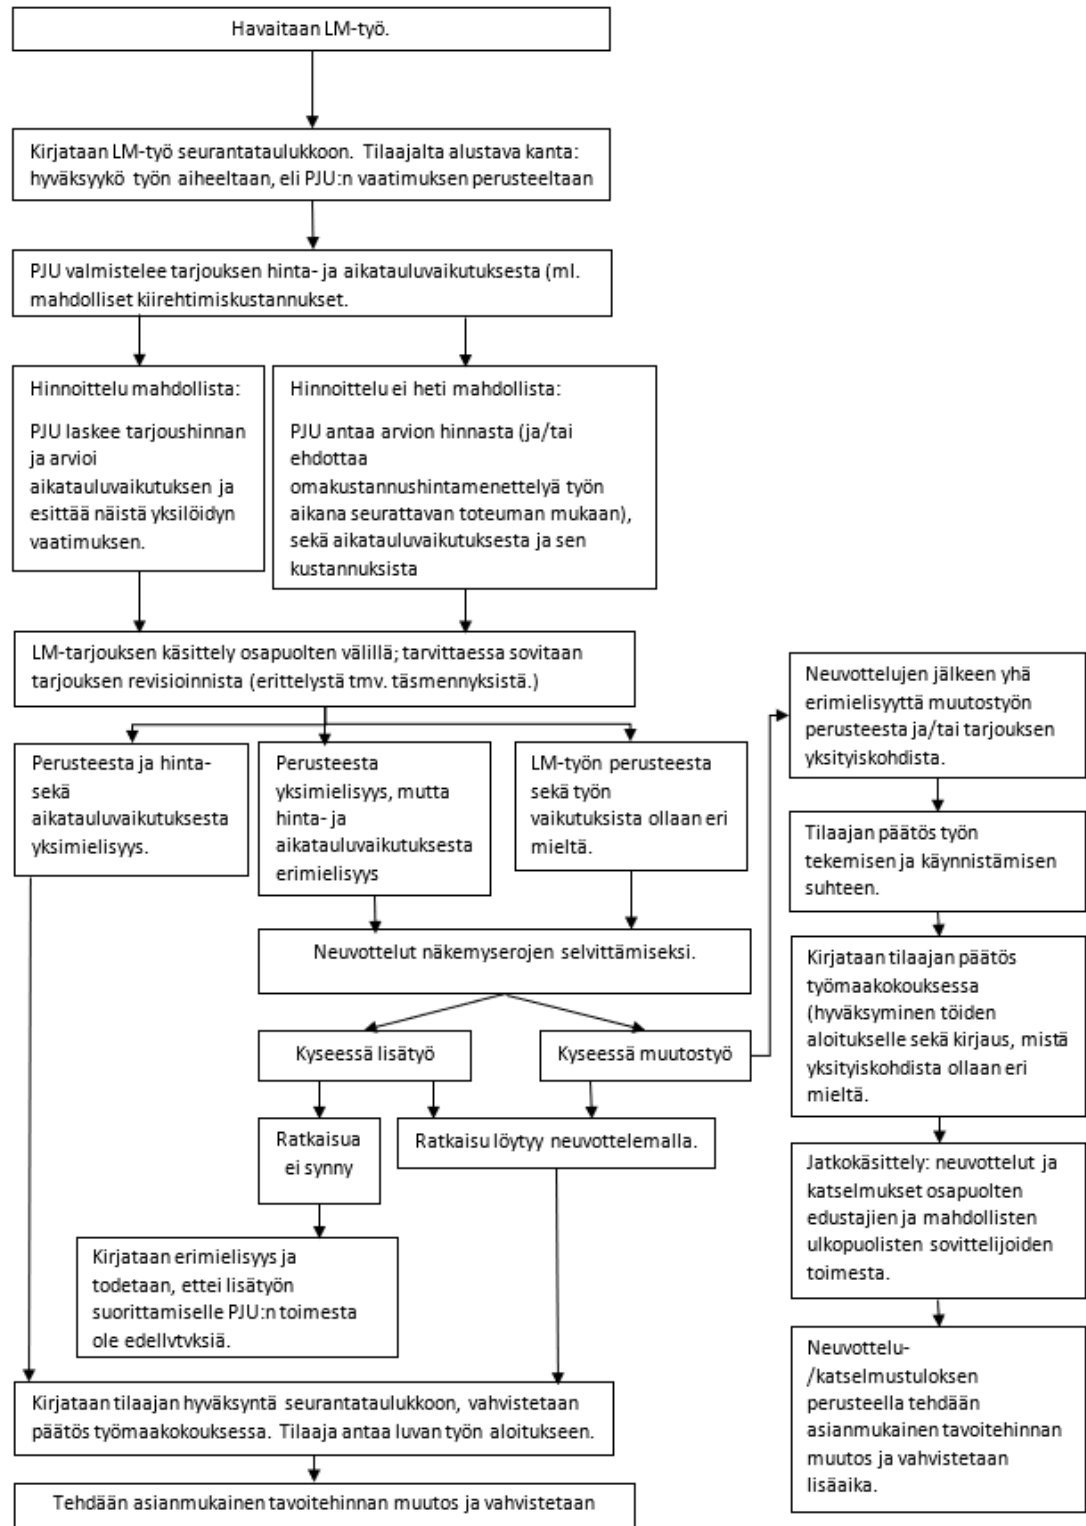 Havaitaan LM-työ.
Kirjataan LM-työ seurantataulukkoon. Tilaajalta alustava kanta:
hyväksyykö työn aiheeltaan, eli PJU:n vaatimuksen perusteeltaan
PJU valmistelee tarjouksen hinta- ja aikatauluvaikutuksesta (ml.
mahdolliset kiirehtimiskustannukset.
Hinnoittelu mahdollista:
PJU laskee tarjoushinnan
ja arvioi
aikatauluvaikutuksen ja
esittää näistä yksilöidyn
vaatimuksen.
Hinnoittelu ei heti mahdollista:
PJU antaa arvion hinnasta (ja/tai
ehdottaa
omakustannushintamenettelyä työn
aikana seurattavan toteuman mukaan),
sekä aikatauluvaikutuksesta ja sen
kustannuksista
LM-tarjouksen käsittely osapuolten välillä; tarvittaessa sovitaan
tarjouksen revisioinnista (erittelystä tmv. täsmennyksistä.)
Perusteesta ja hinta-
sekä
aikatauluvaikutuksesta
yksimielisyys.
Perusteesta
yksimielisyys, mutta
hinta- ja
aikatauluvaikutuksesta
erimielisyys
LM-työn perusteesta
sekä työn
vaikutuksista ollaan eri
mieltä.
Neuvottelut näkemyserojen selvittämiseksi.
Kyseessä lisätyö
Kyseessä muutostyö
Ratkaisua
ei synny
Ratkaisu löytyy neuvottelemalla.
Kirjataan erimielisyys ja
todetaan, ettei lisätyön
suorittamiselle PJU:n toimesta
ole edellytyksiä.
Kirjataan tilaajan hyväksyntä seurantataulukkoon, vahvistetaan
päätös työmaakokouksessa. Tilaaja antaa luvan työn aloitukseen.
Tehdään asianmukainen tavoitehinnan muutos ja vahvistetaan
Neuvottelujen jälkeen yhä
erimielisyyttä muutostyön
perusteesta ja/tai tarjouksen
yksityiskohdista.
Tilaajan päätös työn
tekemisen ja käynnistämisen
suhteen.
Kirjataan tilaajan päätös
työmaakokouksessa
(hyväksyminen töiden
aloitukselle sekä kirjaus, mistä
yksityiskohdista ollaan eri
mieltä.
Jatkokäsittely: neuvottelut ja
katselmukset osapuolten
edustajien ja mahdollisten
ulkopuolisten sovittelijoiden
toimesta.
Neuvottelu-
/katselmustuloksen
perusteella tehdään
asianmukainen tavoitehinnan
muutos ja vahvistetaan
lisäaika.